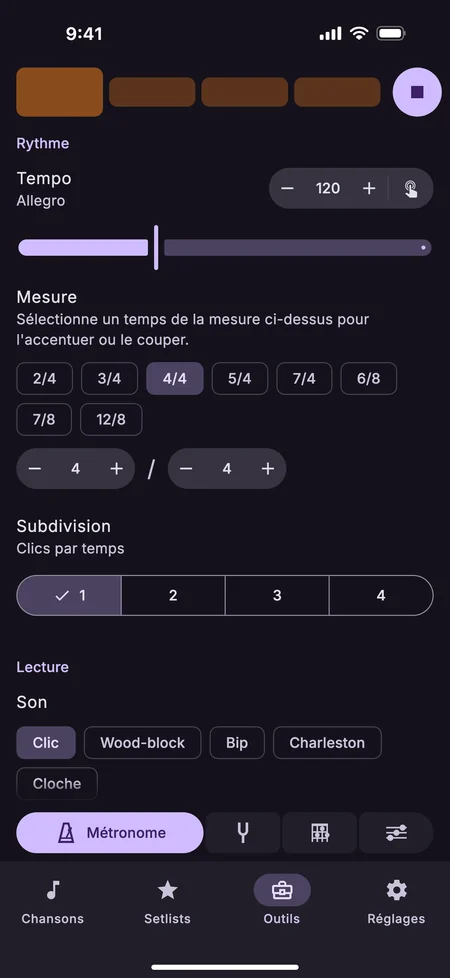 9:41
Rythme
Tempo
Allegro
120
Mesure
Sélectionne un temps de la mesure ci-dessus pour
l'accentuer ou le couper.
2/4 3/4 4/4 5/4 7/4 6/8
7/8 12/8
4 / 4
Subdivision
Clics par temps
1 2 3 4
Lecture
Son
Clic Wood-block Bip Charleston
Cloche
Métronome
Chansons Setlists Outils Réglages